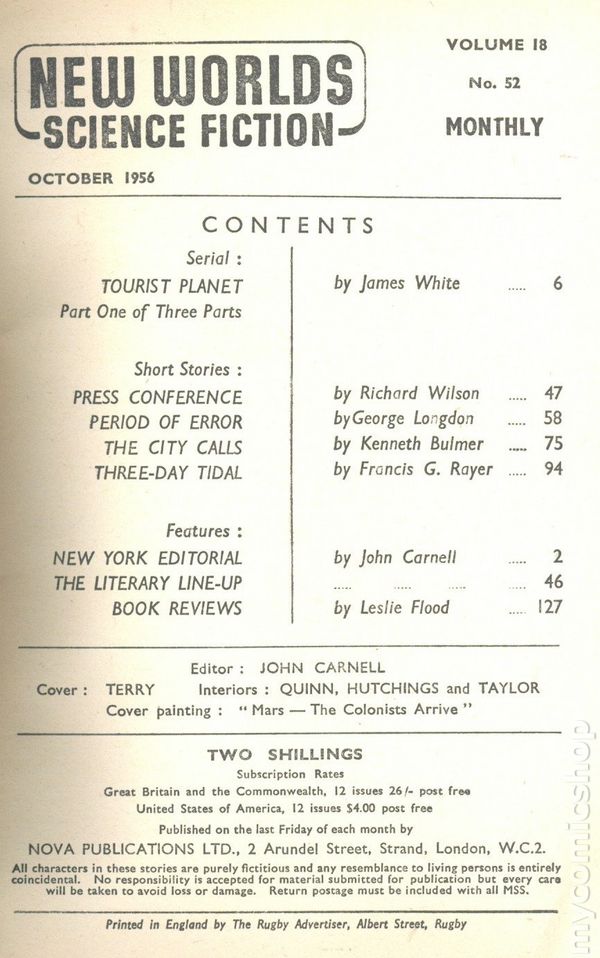 VOLUME 18
NEW WORLDS
SCIENCE FICTION
No. 52
MONTHLY
OCTOBER 1956
CONTENTS
Serial :
TOURIST PLANET by James White ..... 6
Part One of Three Parts
Short Stories :
PRESS CONFERENCE by Richard Wilson ..... 47
PERIOD OF ERROR by George Longdon ..... 58
THE CITY CALLS by Kenneth Bulmer ..... 75
THREE-DAY TIDAL by Francis G. Rayer ..... 94
Features :
NEW YORK EDITORIAL by John Carnell ..... 2
THE LITERARY LINE-UP ..... ..... ..... ..... 46
BOOK REVIEWS by Leslie Flood ..... 127
Editor : JOHN CARNELL
Cover : TERRY Interiors : QUINN, HUTCHINGS and TAYLOR
Cover painting : " Mars — The Colonists Arrive "
TWO SHILLINGS
Subscription Rates
Great Britain and the Commonwealth, 12 issues 26/- post free
United States of America, 12 issues $4.00 post free
Published on the last Friday of each month by
NOVA PUBLICATIONS LTD., 2 Arundel Street, Strand, London, W.C.2.
All characters in these stories are purely fictitious and any resemblance to living persons is entirely
coincidental. No responsibility is accepted for material submitted for publication but every care
will be taken to avoid loss or damage. Return postage must be included with all MSS.
Printed in England by The Rugby Advertiser, Albert Street, Rugby
mycomicshop